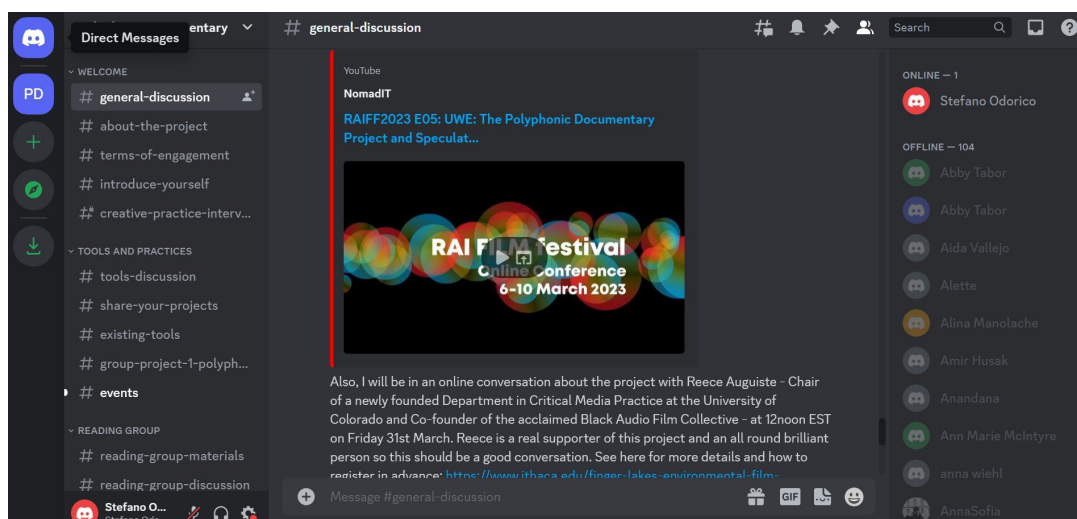 Direct Messages
entary
PD
WELCOME
# general-discussion
# about-the-project
# terms-of-engagement
# introduce-yourself
# creative-practice-interv...
TOOLS AND PRACTICES
# tools-discussion
# share-your-projects
# existing-tools
# group-project-1-polyph...
# events
READING GROUP
# reading-group-materials
# reading-group-discussion
Stefano O...
# general-discussion
Search
YouTube
NomadIT
RAIFF2023 E05: UWE: The Polyphonic Documentary
Project and Speculat...
RAI FILM festival
Online Conference
6-10 March 2023
Also, I will be in an online conversation about the project with Reece Auguiste - Chair
of a newly founded Department in Critical Media Practice at the University of
Colorado and Co-founder of the acclaimed Black Audio Film Collective - at 12noon EST
on Friday 31st March. Reece is a real supporter of this project and an all round brilliant
person so this should be a good conversation. See here for more details and how to
register in advance: https://www.ithaca.edu/finger-lakes-environmental-film-
Message #general-discussion
GIF
ONLINE — 1
Stefano Odorico
OFFLINE — 104
Abby Tabor
Abby Tabor
Aida Vallejo
Alette
Alina Manolache
Amir Husak
Anandana
Ann Marie McIntyre
anna wiehl
AnnaSofia